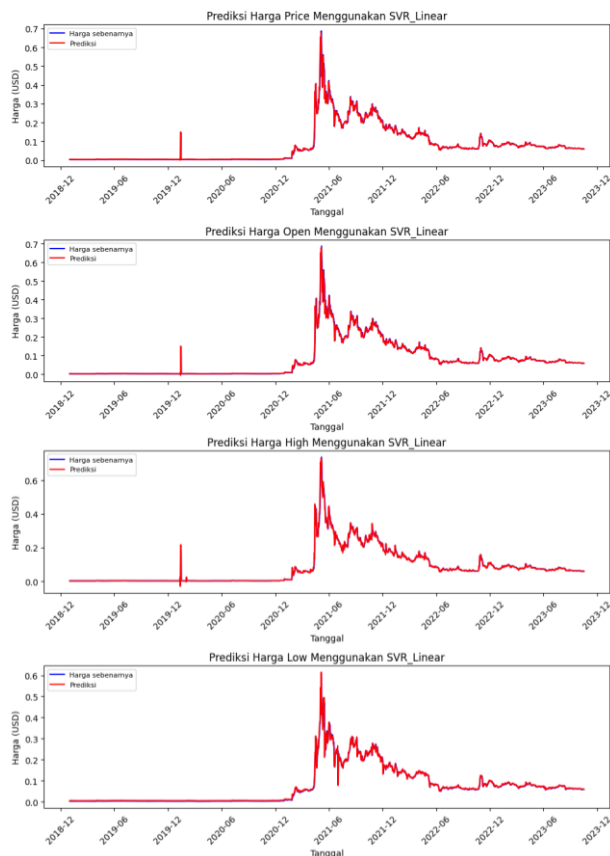 Prediksi Harga Price Menggunakan SVR_Linear
Harga sebenarnya
Prediksi
Harga (USD)
0.7
0.6
0.5
0.4
0.3
0.2
0.1
0.0
2018-12 2019-06 2019-12 2020-06 2020-12 2021-06 2021-12 2022-06 2022-12 2023-06 2023-12
Tanggal
Prediksi Harga Open Menggunakan SVR_Linear
Harga sebenarnya
Prediksi
Harga (USD)
0.7
0.6
0.5
0.4
0.3
0.2
0.1
0.0
2018-12 2019-06 2019-12 2020-06 2020-12 2021-06 2021-12 2022-06 2022-12 2023-06 2023-12
Tanggal
Prediksi Harga High Menggunakan SVR_Linear
Harga sebenarnya
Prediksi
Harga (USD)
0.6
0.4
0.2
0.0
2018-12 2019-06 2019-12 2020-06 2020-12 2021-06 2021-12 2022-06 2022-12 2023-06 2023-12
Tanggal
Prediksi Harga Low Menggunakan SVR_Linear
Harga sebenarnya
Prediksi
Harga (USD)
0.6
0.5
0.4
0.3
0.2
0.1
0.0
2018-12 2019-06 2019-12 2020-06 2020-12 2021-06 2021-12 2022-06 2022-12 2023-06 2023-12
Tanggal